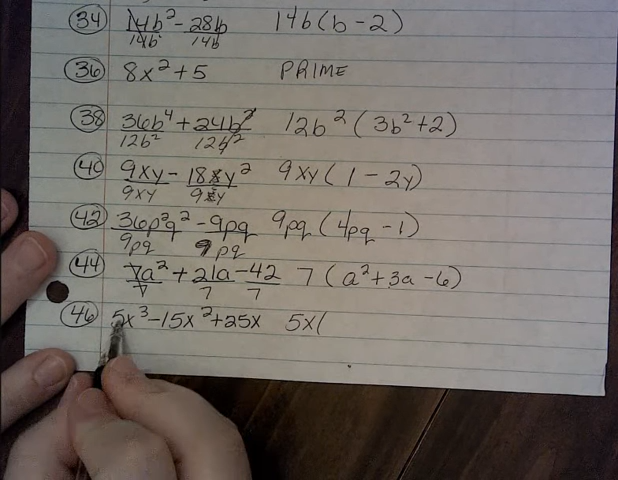 34 14b² - 28b 14b(b - 2)
14b 14b
36 8x² + 5 PRIME
38 36b⁴ + 24b² 12b²(3b² + 2)
12b² 12b²
40 9xy - 18xy² 9xy(1 - 2y)
9xy 9xy
42 36p²q² - 9pq 9pq(4pq - 1)
9pq 9pq
44 7a² + 21a - 42 7(a² + 3a - 6)
7 7 7
46 5x³ - 15x² + 25x 5x(